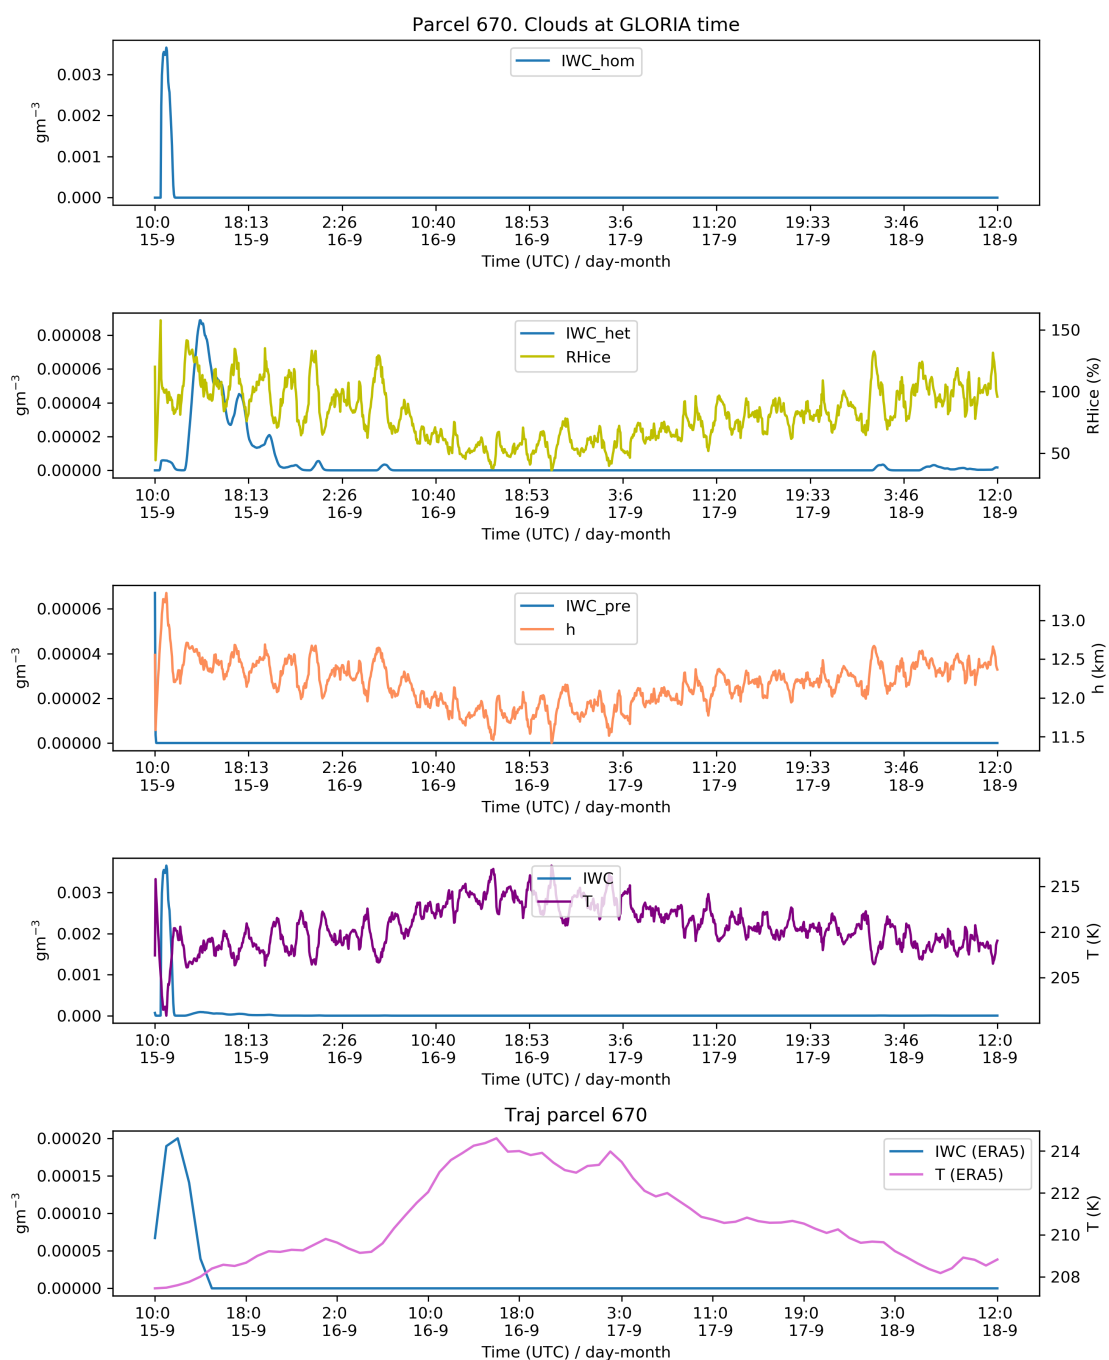 Parcel 670. Clouds at GLORIA time
IWC_hom
gm⁻³
0.003
0.002
0.001
0.000
10:0 18:13 2:26 10:40 18:53 3:6 11:20 19:33 3:46 12:0
15-9 15-9 16-9 16-9 16-9 17-9 17-9 17-9 18-9 18-9
Time (UTC) / day-month
IWC_het
RHice
gm⁻³
0.00008
0.00006
0.00004
0.00002
0.00000
150
100
50
RHice (%)
10:0 18:13 2:26 10:40 18:53 3:6 11:20 19:33 3:46 12:0
15-9 15-9 16-9 16-9 16-9 17-9 17-9 17-9 18-9 18-9
Time (UTC) / day-month
IWC_pre
h
gm⁻³
0.00006
0.00004
0.00002
0.00000
13.0
12.5
12.0
11.5
h (km)
10:0 18:13 2:26 10:40 18:53 3:6 11:20 19:33 3:46 12:0
15-9 15-9 16-9 16-9 16-9 17-9 17-9 17-9 18-9 18-9
Time (UTC) / day-month
IWC
T
gm⁻³
0.003
0.002
0.001
0.000
215
210
205
T (K)
10:0 18:13 2:26 10:40 18:53 3:6 11:20 19:33 3:46 12:0
15-9 15-9 16-9 16-9 16-9 17-9 17-9 17-9 18-9 18-9
Time (UTC) / day-month
Traj parcel 670
IWC (ERA5)
T (ERA5)
gm⁻³
0.00020
0.00015
0.00010
0.00005
0.00000
214
212
210
208
T (K)
10:0 18:0 2:0 10:0 18:0 3:0 11:0 19:0 3:0 12:0
15-9 15-9 16-9 16-9 16-9 17-9 17-9 17-9 18-9 18-9
Time (UTC) / day-month